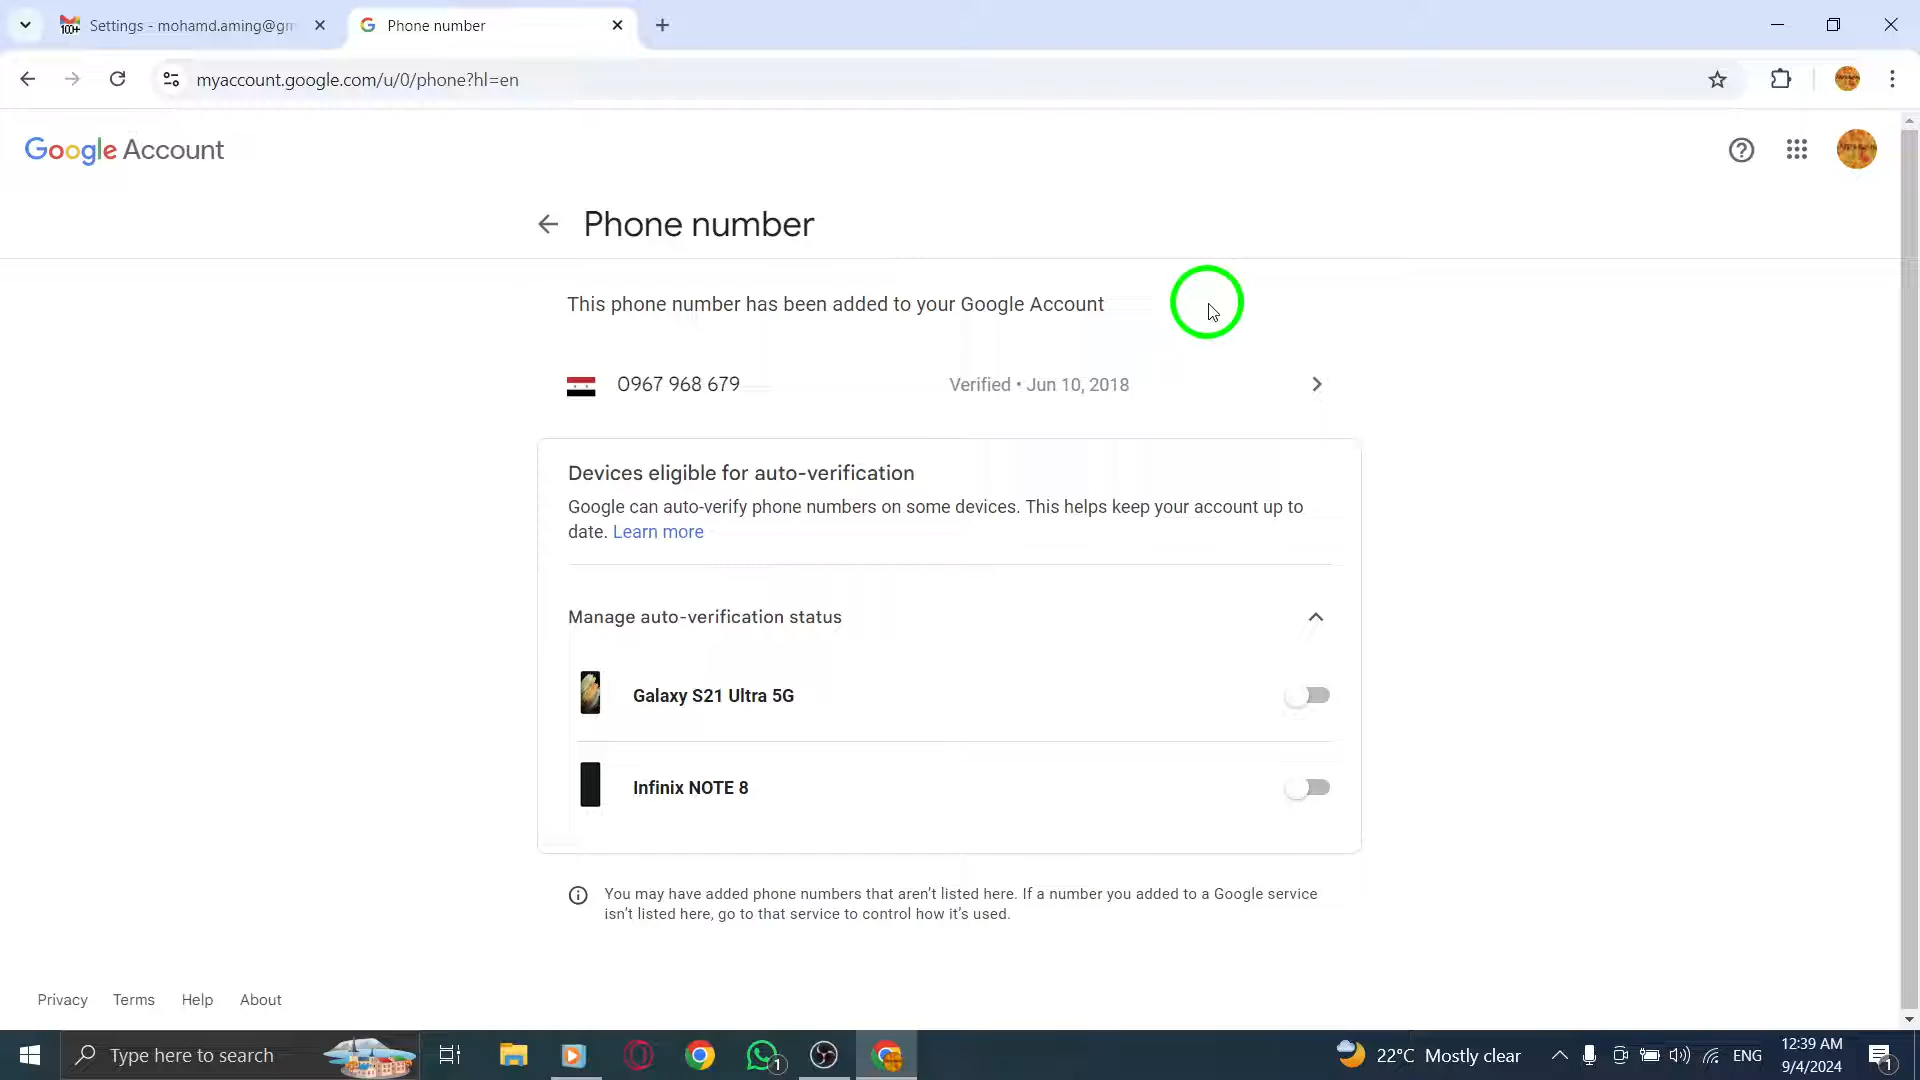 Settings - mohamd.aming@gm
Phone number
myaccount.google.com/u/0/phone?hl=en
Google Account
Phone number
This phone number has been added to your Google Account
0967 968 679
Verified • Jun 10, 2018
Devices eligible for auto-verification
Google can auto-verify phone numbers on some devices. This helps keep your account up to
date. Learn more
Manage auto-verification status
Galaxy S21 Ultra 5G
Infinix NOTE 8
You may have added phone numbers that aren't listed here. If a number you added to a Google service
isn't listed here, go to that service to control how it's used.
Privacy Terms Help About
Type here to search
1
22°C Mostly clear
ENG
12:39 AM
9/4/2024
1